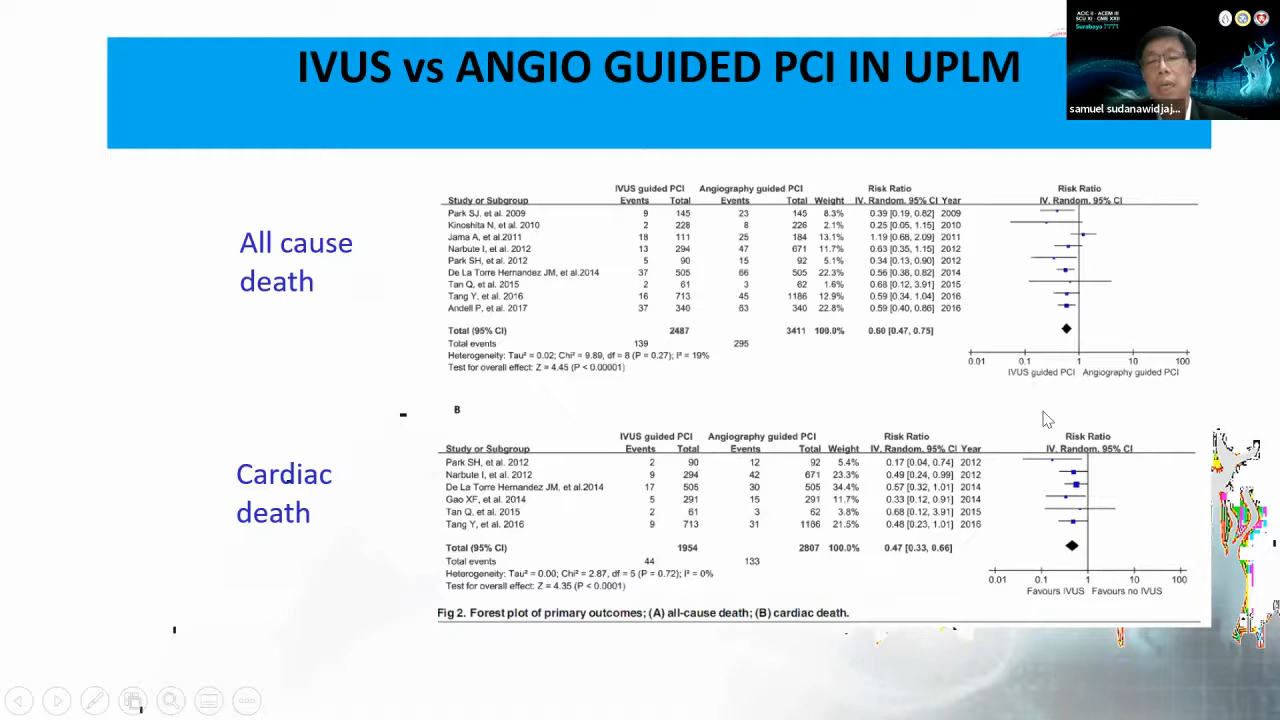 IVUS vs ANGIO GUIDED PCI IN UPLM
ACIC II - ACEM III
SCU XI - CME XXII
Surabaya
samuel sudanawidjaj...
All cause
death
IVUS guided PCI Angiography guided PCI Risk Ratio Risk Ratio
Study or Subgroup Events Total Events Total Weight IV. Random. 95% CI Year IV. Random. 95% CI
Park SJ, et al. 2009 9 145 23 145 8.3% 0.39 [0.19, 0.82] 2009
Kinoshita N, et al. 2010 2 228 8 226 2.1% 0.25 [0.05, 1.15] 2010
Jama A, et al.2011 18 111 25 184 13.1% 1.19 [0.68, 2.09] 2011
Narbute I, et al. 2012 13 294 47 671 11.7% 0.63 [0.35, 1.15] 2012
Park SH, et al. 2012 5 90 15 92 5.1% 0.34 [0.13, 0.90] 2012
De La Torre Hernandez JM, et al.2014 37 505 66 505 22.3% 0.56 [0.38, 0.82] 2014
Tan Q, et al. 2015 2 61 3 62 1.6% 0.68 [0.12, 3.91] 2015
Tang Y, et al. 2016 16 713 45 1186 12.9% 0.59 [0.34, 1.04] 2016
Andell P, et al. 2017 37 340 63 340 22.8% 0.59 [0.40, 0.86] 2016
Total (95% CI) 2487 3411 100.0% 0.60 [0.47, 0.75]
Total events 139 295
Heterogeneity: Tau² = 0.02; Chi² = 9.89, df = 8 (P = 0.27); I² = 19%
Test for overall effect: Z = 4.45 (P < 0.00001)
0.01 0.1 1 10 100
IVUS guided PCI Angiography guided PCI
B
Cardiac
death
IVUS guided PCI Angiography guided PCI Risk Ratio Risk Ratio
Study or Subgroup Events Total Events Total Weight IV. Random. 95% CI Year IV. Random. 95% CI
Park SH, et al. 2012 2 90 12 92 5.4% 0.17 [0.04, 0.74] 2012
Narbute I, et al. 2012 9 294 42 671 23.3% 0.49 [0.24, 0.99] 2012
De La Torre Hernandez JM, et al.2014 17 505 30 505 34.4% 0.57 [0.32, 1.01] 2014
Gao XF, et al. 2014 5 291 15 291 11.7% 0.33 [0.12, 0.91] 2014
Tan Q, et al. 2015 2 61 3 62 3.8% 0.68 [0.12, 3.91] 2015
Tang Y, et al. 2016 9 713 31 1186 21.5% 0.48 [0.23, 1.01] 2016
Total (95% CI) 1954 2807 100.0% 0.47 [0.33, 0.66]
Total events 44 133
Heterogeneity: Tau² = 0.00; Chi² = 2.87, df = 5 (P = 0.72); I² = 0%
Test for overall effect: Z = 4.35 (P < 0.0001)
0.01 0.1 1 10 100
Favours IVUS Favours no IVUS
Fig 2. Forest plot of primary outcomes; (A) all-cause death; (B) cardiac death.